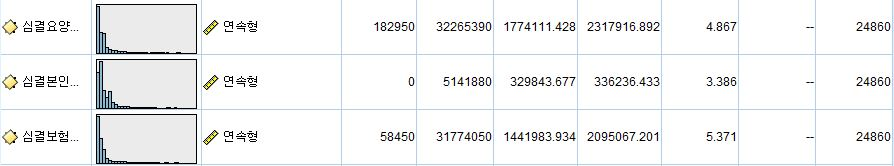 심결요양... 연속형 182950 32265390 1774111.428 2317916.892 4.867 -- 24860
심결본인... 연속형 0 5141880 329843.677 336236.433 3.386 -- 24860
심결보험... 연속형 58450 31774050 1441983.934 2095067.201 5.371 -- 24860